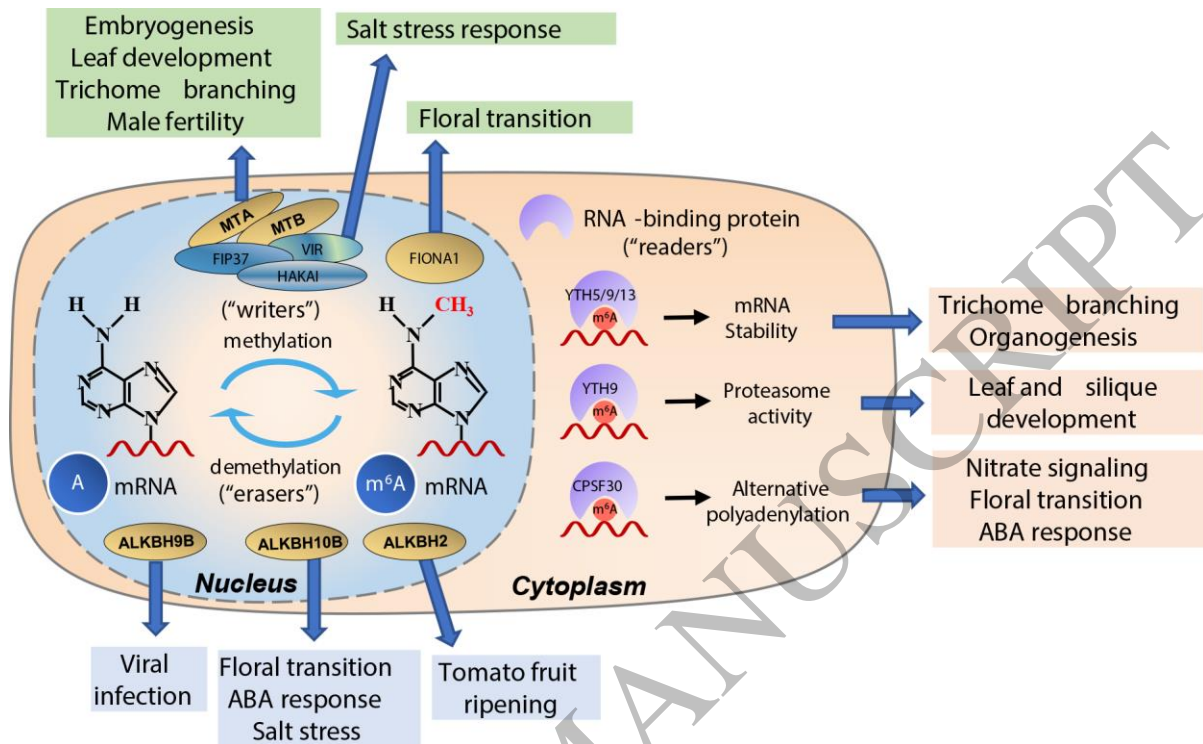 Embryogenesis
Leaf development
Trichome branching
Male fertility
Salt stress response
Floral transition
MTA
MTB
VIR
FIP37
HAKAI
FIONA1
RNA -binding protein
(“readers”)
H H
N
N
N
N
N
N
mRNA
A
(“writers”)
methylation
demethylation
(“erasers”)
H CH₃
N
N
N
N
N
N
m⁶A
mRNA
YTH5/9/13
m⁶A
mRNA
Stability
Trichome branching
Organogenesis
YTH9
m⁶A
Proteasome
activity
Leaf and silique
development
CPSF30
m⁶A
Alternative
polyadenylation
Nitrate signaling
Floral transition
ABA response
ALKBH9B
ALKBH10B
ALKBH2
Nucleus
Cytoplasm
Viral
infection
Floral transition
ABA response
Salt stress
Tomato fruit
ripening
MANUSCRIPT